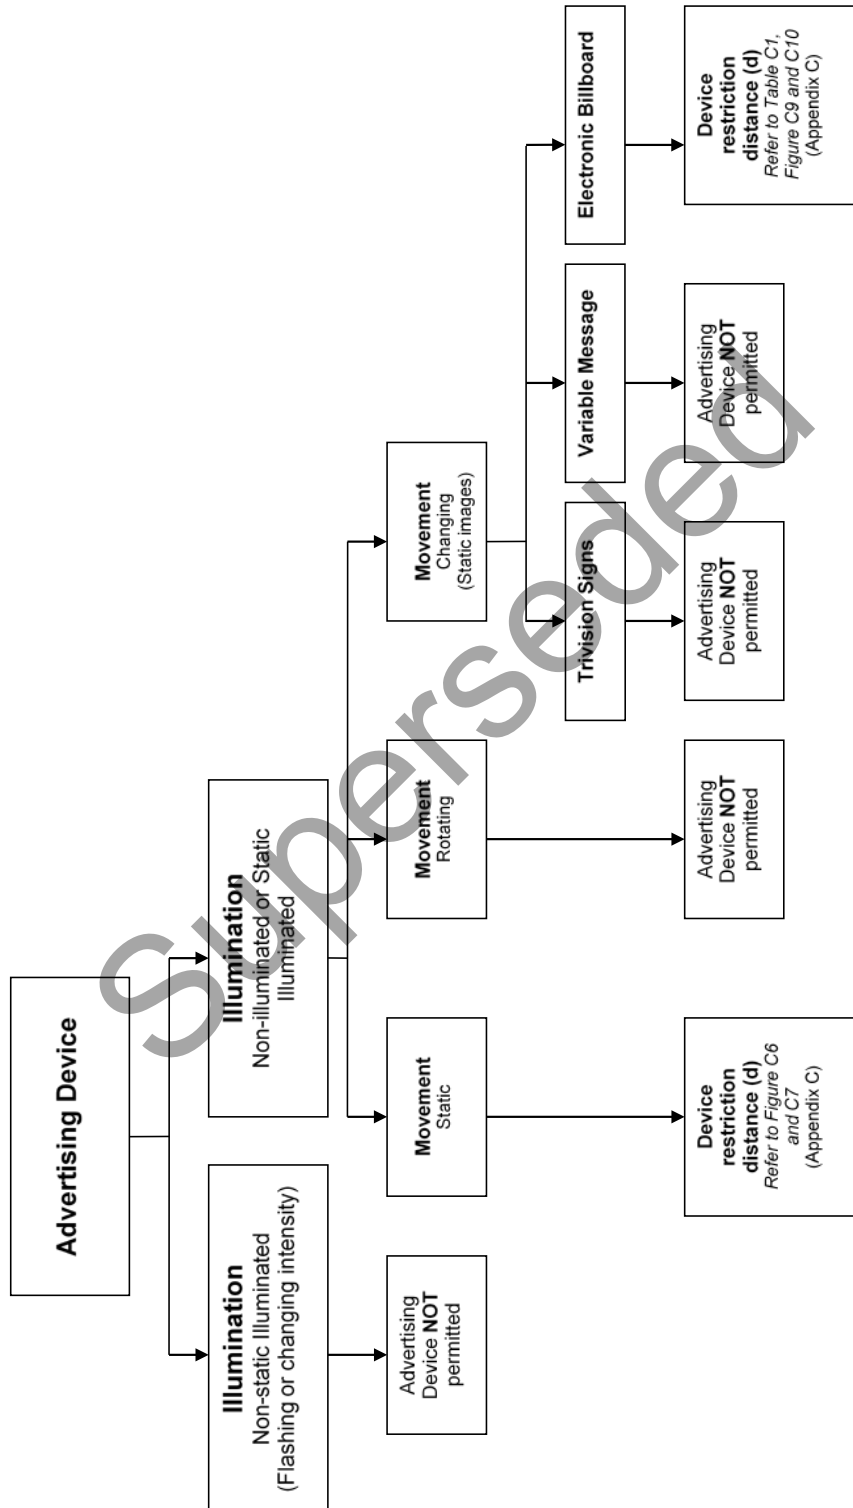 Advertising Device
Illumination
Non-static Illuminated
(Flashing or changing intensity)
Illumination
Non-illuminated or Static
Illuminated
Advertising
Device NOT
permitted
Movement
Static
Movement
Rotating
Movement
Changing
(Static images)
Trivision Signs
Variable Message
Electronic Billboard
Device
restriction
distance (d)
Refer to Figure C6
and C7
(Appendix C)
Advertising
Device NOT
permitted
Advertising
Device NOT
permitted
Advertising
Device NOT
permitted
Device
restriction
distance (d)
Refer to Table C1,
Figure C9 and C10
(Appendix C)
Superseded